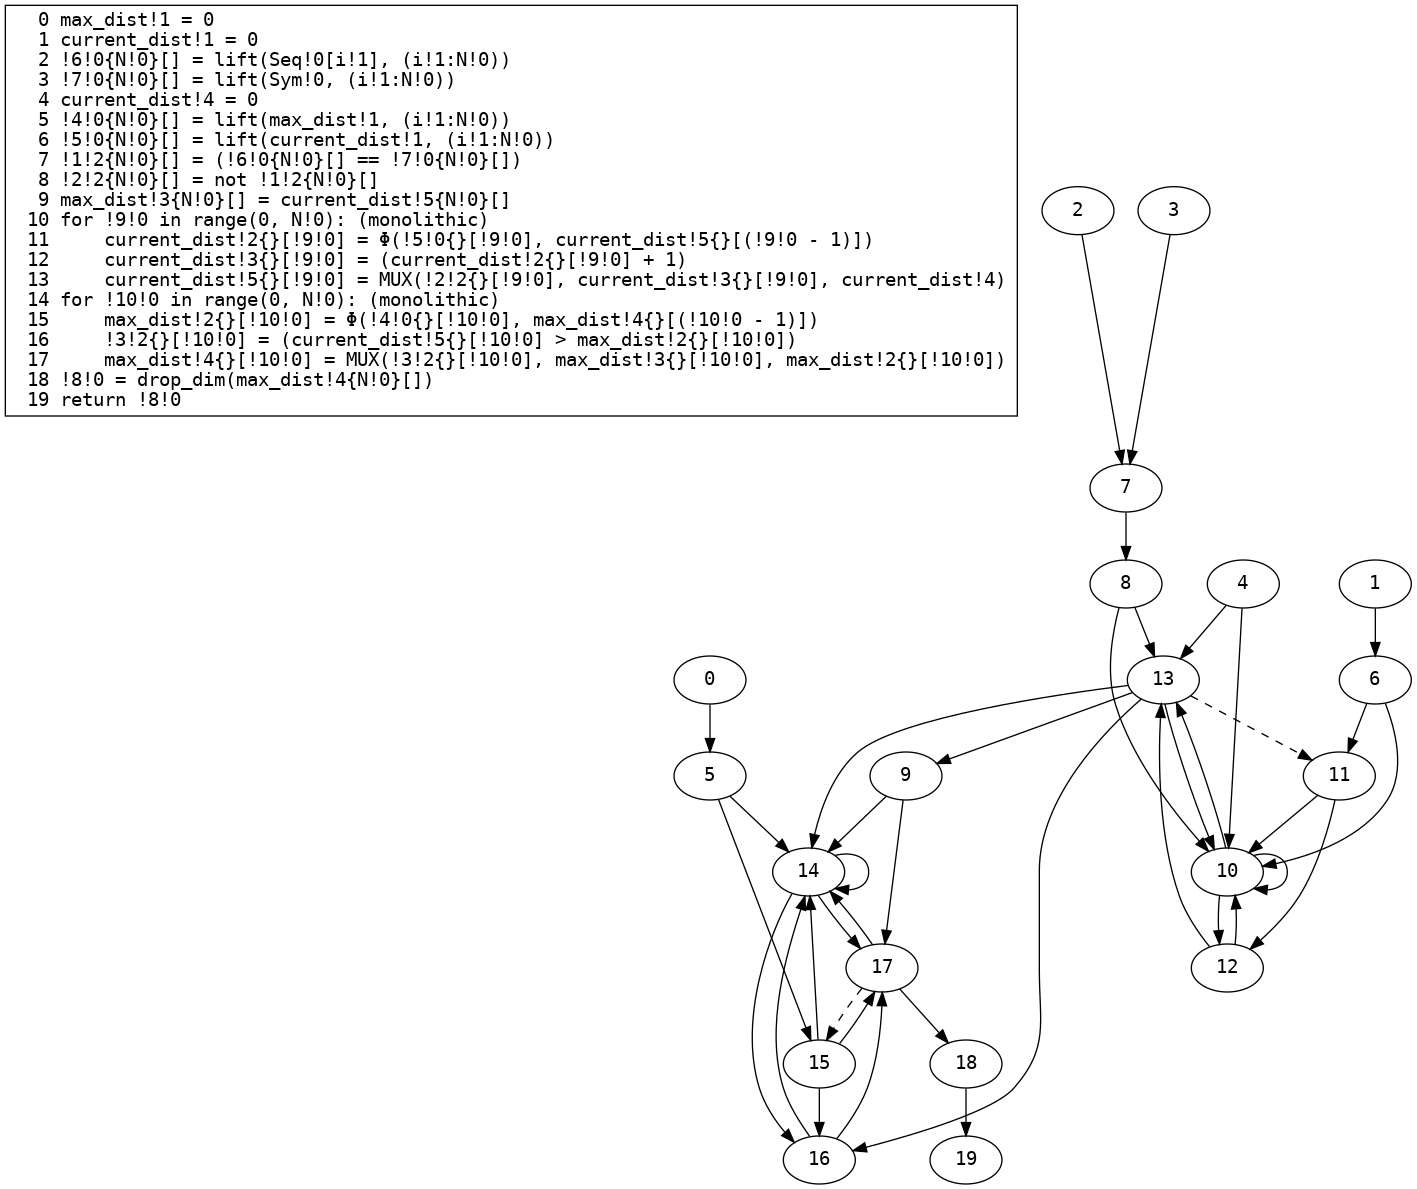 0 max_dist!1 = 0
1 current_dist!1 = 0
2 !6!0{N!0}[] = lift(Seq!0[i!1], (i!1:N!0))
3 !7!0{N!0}[] = lift(Sym!0, (i!1:N!0))
4 current_dist!4 = 0
5 !4!0{N!0}[] = lift(max_dist!1, (i!1:N!0))
6 !5!0{N!0}[] = lift(current_dist!1, (i!1:N!0))
7 !1!2{N!0}[] = (!6!0{N!0}[] == !7!0{N!0}[])
8 !2!2{N!0}[] = not !1!2{N!0}[]
9 max_dist!3{N!0}[] = current_dist!5{N!0}[]
10 for !9!0 in range(0, N!0): (monolithic)
11     current_dist!2{}[!9!0] = Φ(!5!0{}[!9!0], current_dist!5{}[(!9!0 - 1)])
12     current_dist!3{}[!9!0] = (current_dist!2{}[!9!0] + 1)
13     current_dist!5{}[!9!0] = MUX(!2!2{}[!9!0], current_dist!3{}[!9!0], current_dist!4)
14 for !10!0 in range(0, N!0): (monolithic)
15     max_dist!2{}[!10!0] = Φ(!4!0{}[!10!0], max_dist!4{}[(!10!0 - 1)])
16     !3!2{}[!10!0] = (current_dist!5{}[!10!0] > max_dist!2{}[!10!0])
17     max_dist!4{}[!10!0] = MUX(!3!2{}[!10!0], max_dist!3{}[!10!0], max_dist!2{}[!10!0])
18 !8!0 = drop_dim(max_dist!4{N!0}[])
19 return !8!0
2 3
7
8 4 1
0 13 6
5 9 11
14 10
17 12
15 18
16 19